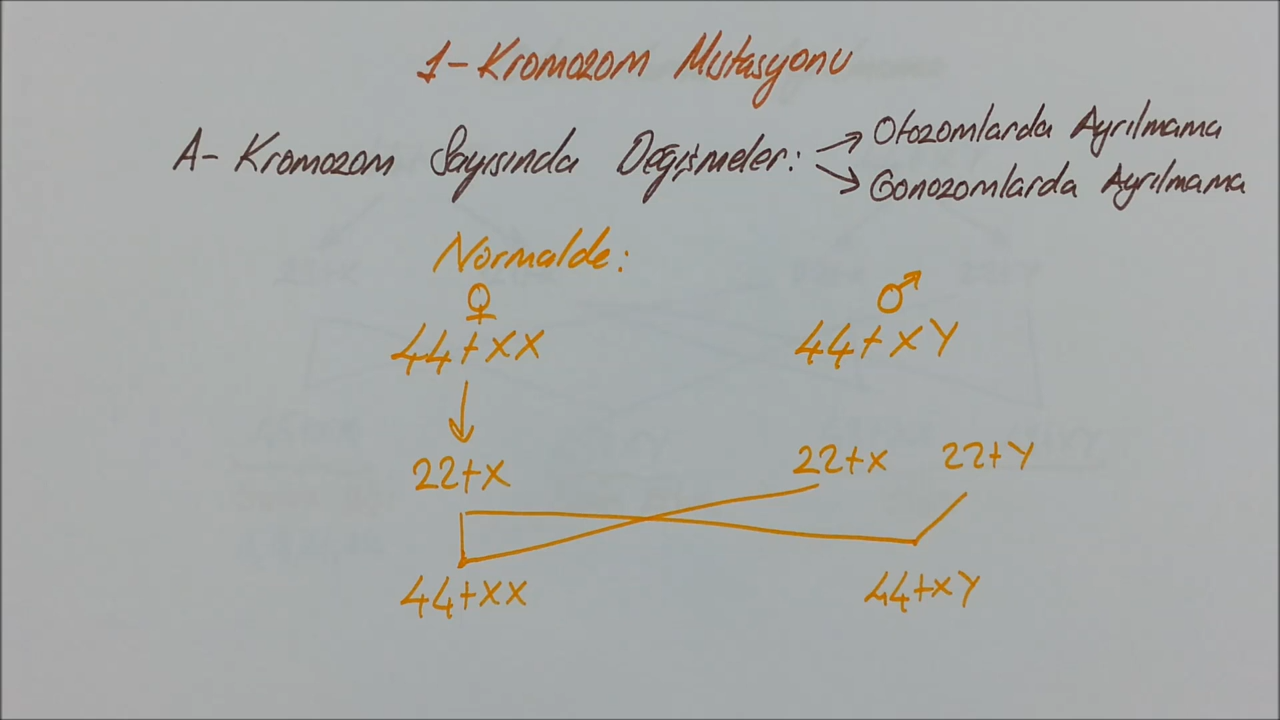 1-Kromozom Mutasyonu
A- Kromozom Sayısında Değişmeler: → Otozomlarda Ayrılmama
→ Gonozomlarda Ayrılmama
Normalde:
♀ ♂
44+XX 44+XY
↓
22+X 22+X 22+Y
44+XX 44+XY